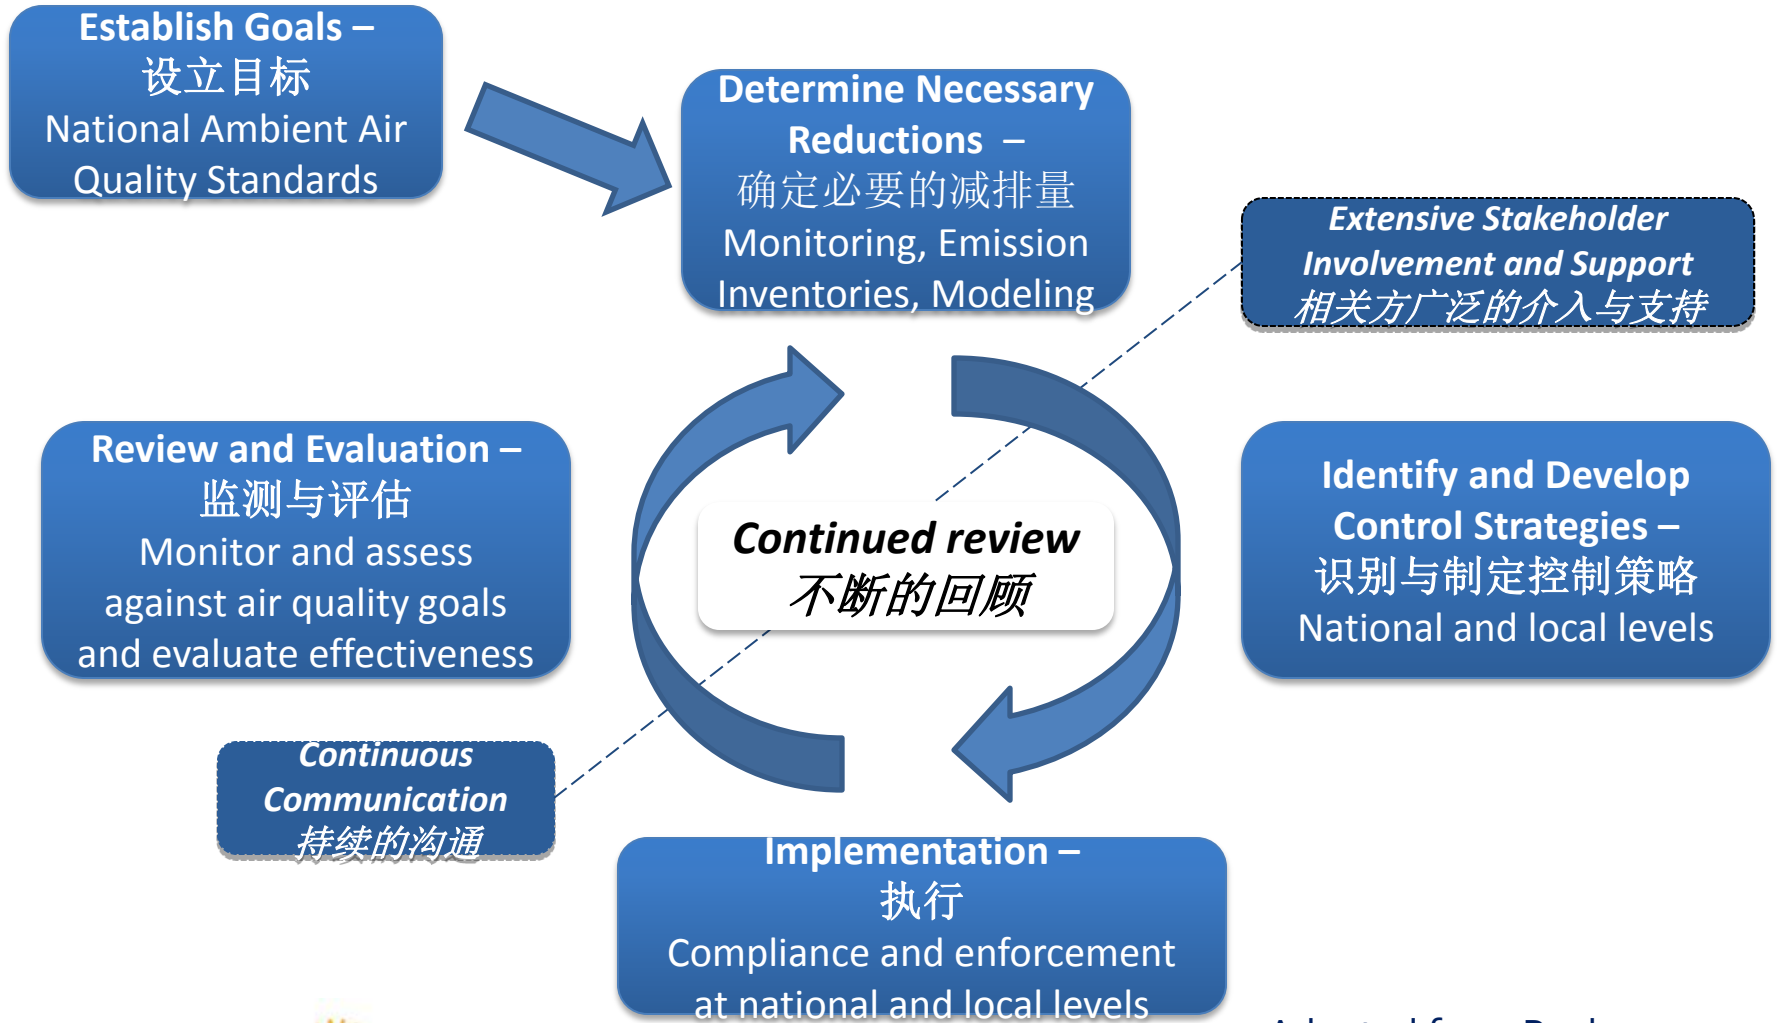 Establish Goals –
设立目标
National Ambient Air
Quality Standards
Determine Necessary
Reductions –
确定必要的减排量
Monitoring, Emission
Inventories, Modeling
Extensive Stakeholder
Involvement and Support
相关方广泛的介入与支持
Review and Evaluation –
监测与评估
Monitor and assess
against air quality goals
and evaluate effectiveness
Continued review
不断的回顾
Identify and Develop
Control Strategies –
识别与制定控制策略
National and local levels
Continuous
Communication
持续的沟通
Implementation –
执行
Compliance and enforcement
at national and local levels